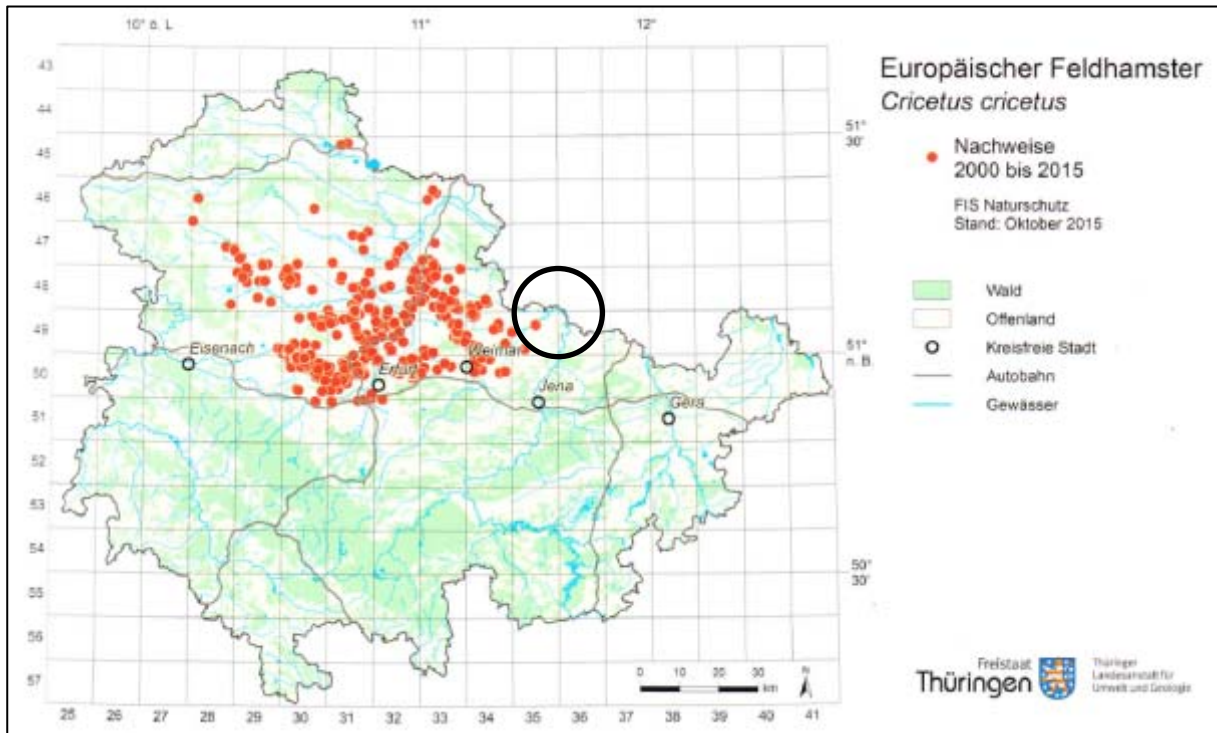 10° ö. L
11°
12°
Europäischer Feldhamster
Cricetus cricetus
Nachweise
2000 bis 2015
FIS Naturschutz
Stand: Oktober 2015
Wald
Offenland
Kreisfreie Stadt
Autobahn
Gewässer
43
44
45
46
47
48
49
50
51
52
53
54
55
56
57
51°
30'
51°
n. B.
50°
30'
Eisenach
Erfurt
Weimar
Jena
Gera
0 10 20 30
km
N
25 26 27 28 29 30 31 32 33 34 35 36 37 38 39 40 41
Freistaat
Thüringen
Thüringer
Landesanstalt für
Umwelt und Geologie